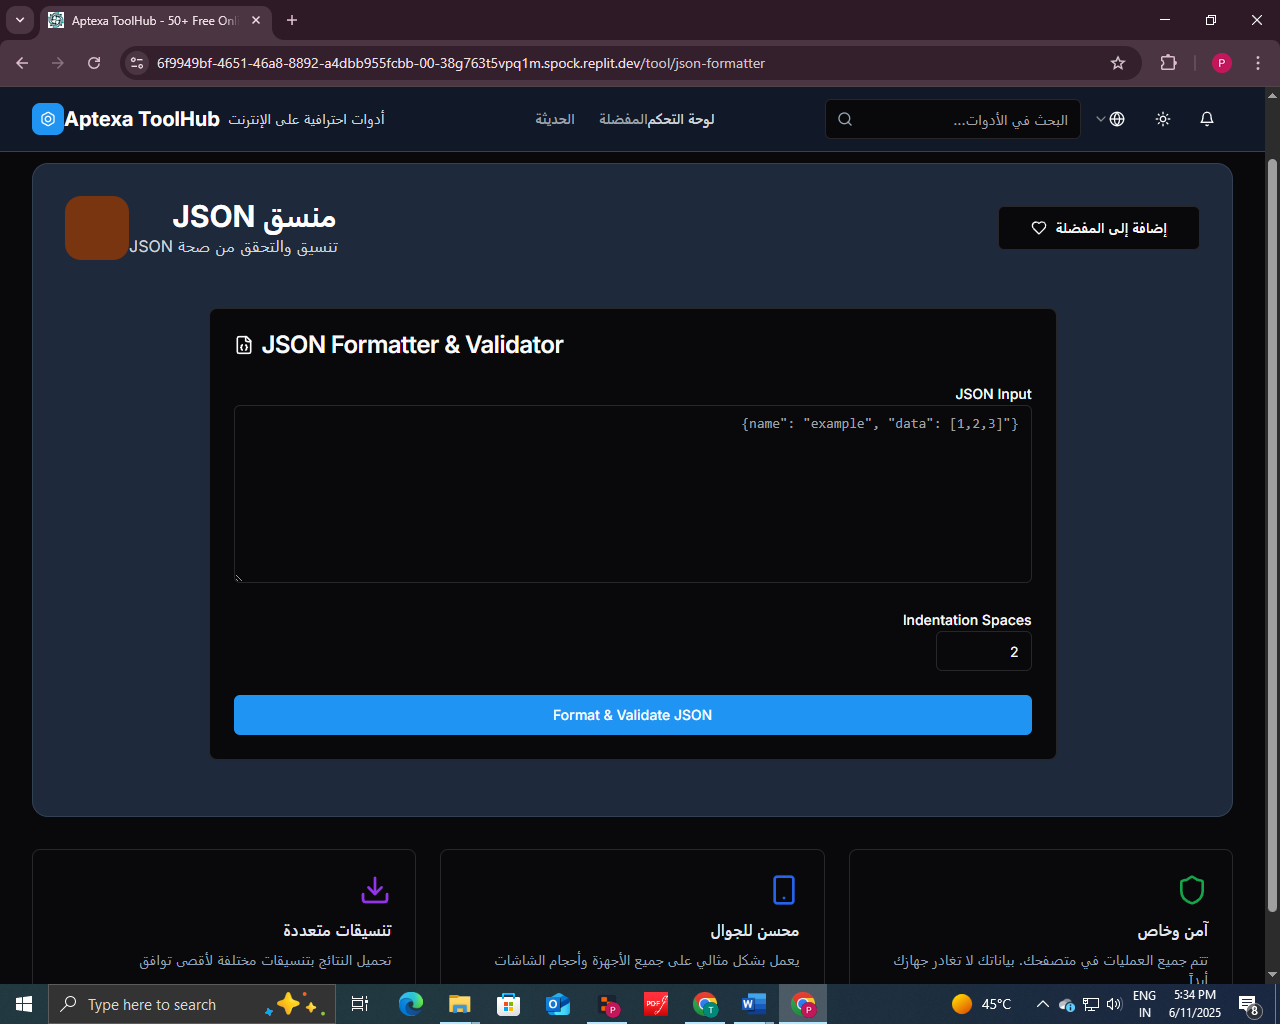 Aptexa ToolHub - 50+ Free Onl
6f9949bf-4651-46a8-8892-a4dbb955fcbb-00-38g763t5vpq1m.spock.replit.dev/tool/json-formatter
P
Aptexa ToolHub
أدوات احترافية على الإنترنت
لوحة التحكم
المفضلة
الحديثة
البحث في الأدوات...
منسق JSON
تنسيق والتحقق من صحة JSON
إضافة إلى المفضلة
JSON Formatter & Validator
JSON Input
{name": "example", "data": [1,2,3]"}
Indentation Spaces
2
Format & Validate JSON
آمن وخاص
تتم جميع العمليات في متصفحك. بياناتك لا تغادر جهازك
أبداً
محسن للجوال
يعمل بشكل مثالي على جميع الأجهزة وأحجام الشاشات
تنسيقات متعددة
تحميل النتائج بتنسيقات مختلفة لأقصى توافق
Type here to search
45°C
ENG
IN
5:34 PM
6/11/2025
8